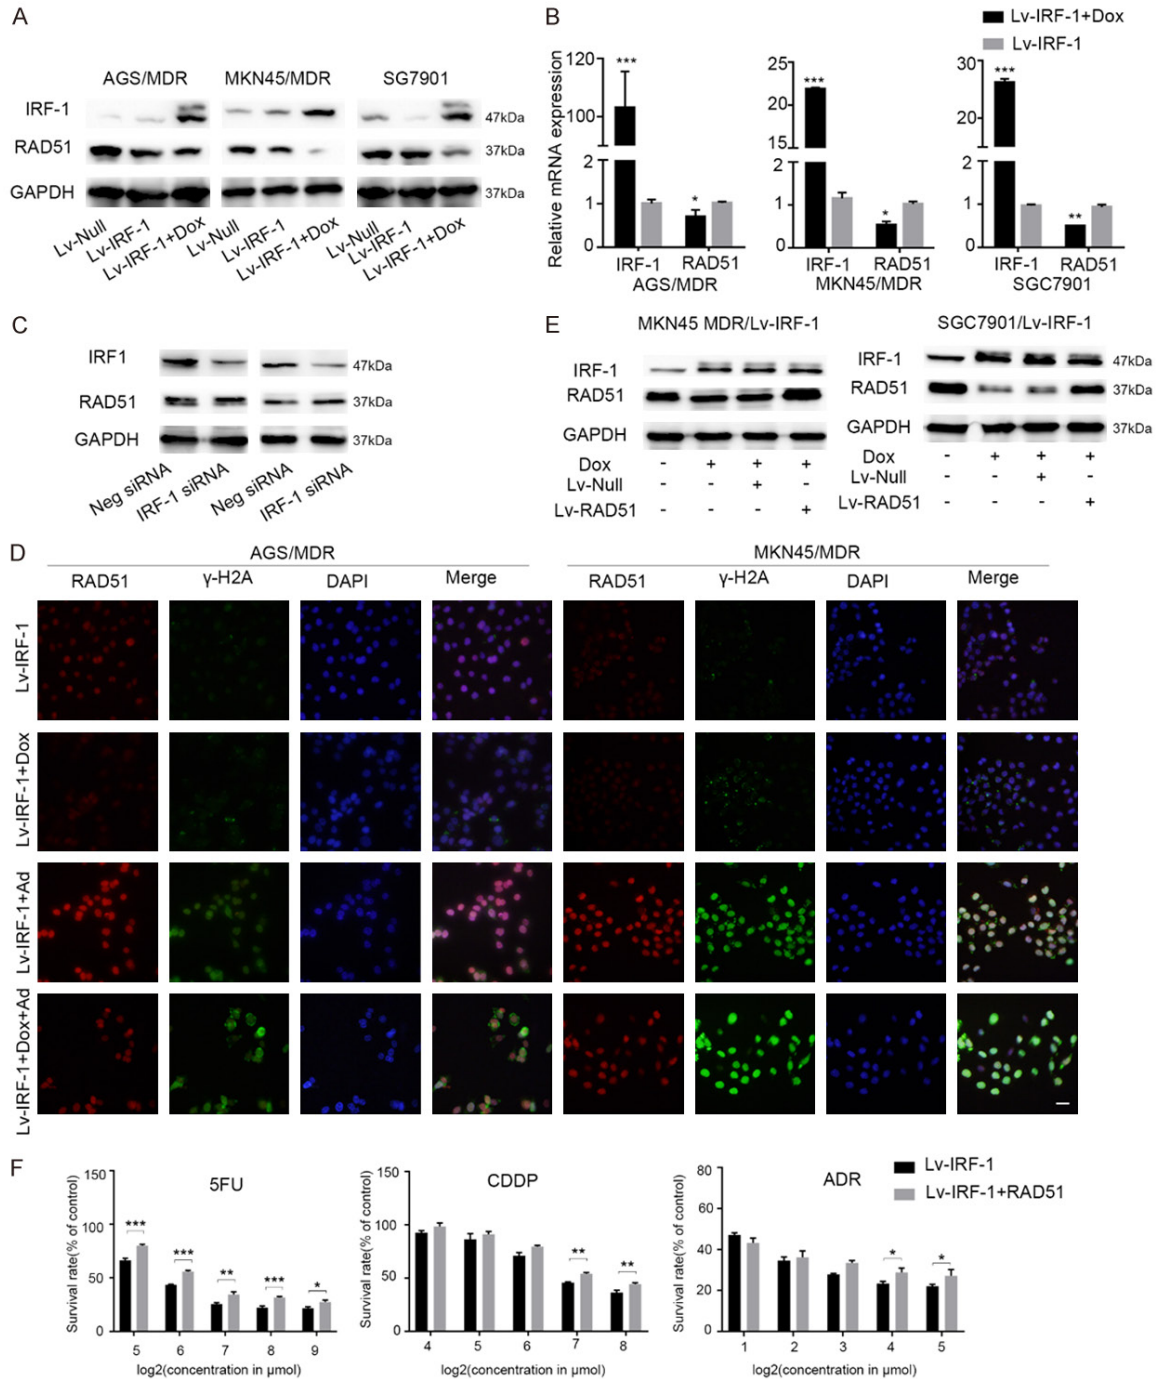 A
AGS/MDR MKN45/MDR SG7901
IRF-1 47kDa
RAD51 37kDa
GAPDH 37kDa
Lv-Null Lv-IRF-1 Lv-IRF-1+Dox Lv-Null Lv-IRF-1 Lv-IRF-1+Dox Lv-Null Lv-IRF-1 Lv-IRF-1+Dox
B
Lv-IRF-1+Dox
Lv-IRF-1
Relative mRNA expression
120 100 2 1 0
*** *
IRF-1 RAD51
AGS/MDR
25 20 15 2 1 0
*** *
IRF-1 RAD51
MKN45/MDR
30 20 10 2 1 0
*** **
IRF-1 RAD51
SGC7901
C
IRF1 47kDa
RAD51 37kDa
GAPDH 37kDa
Neg siRNA IRF-1 siRNA Neg siRNA IRF-1 siRNA
E
MKN45 MDR/Lv-IRF-1
IRF-1
RAD51
GAPDH
Dox - + + +
Lv-Null - - + -
Lv-RAD51 - - - +
SGC7901/Lv-IRF-1
IRF-1 47kDa
RAD51 37kDa
GAPDH 37kDa
Dox - + + +
Lv-Null - - + -
Lv-RAD51 - - - +
D
AGS/MDR MKN45/MDR
RAD51 γ-H2A DAPI Merge RAD51 γ-H2A DAPI Merge
Lv-IRF-1
Lv-IRF-1+Dox
Lv-IRF-1+Ad
Lv-IRF-1+Dox+Ad
F
Lv-IRF-1
Lv-IRF-1+RAD51
5FU
Survival rate(% of control)
150 100 50 0
*** *** ** *** *
5 6 7 8 9
log2(concentration in μmol)
CDDP
Survival rate(% of control)
150 100 50 0
** **
4 5 6 7 8
log2(concentration in μmol)
ADR
Survival rate(% of control)
80 60 40 20 0
* *
1 2 3 4 5
log2(concentration in μmol)